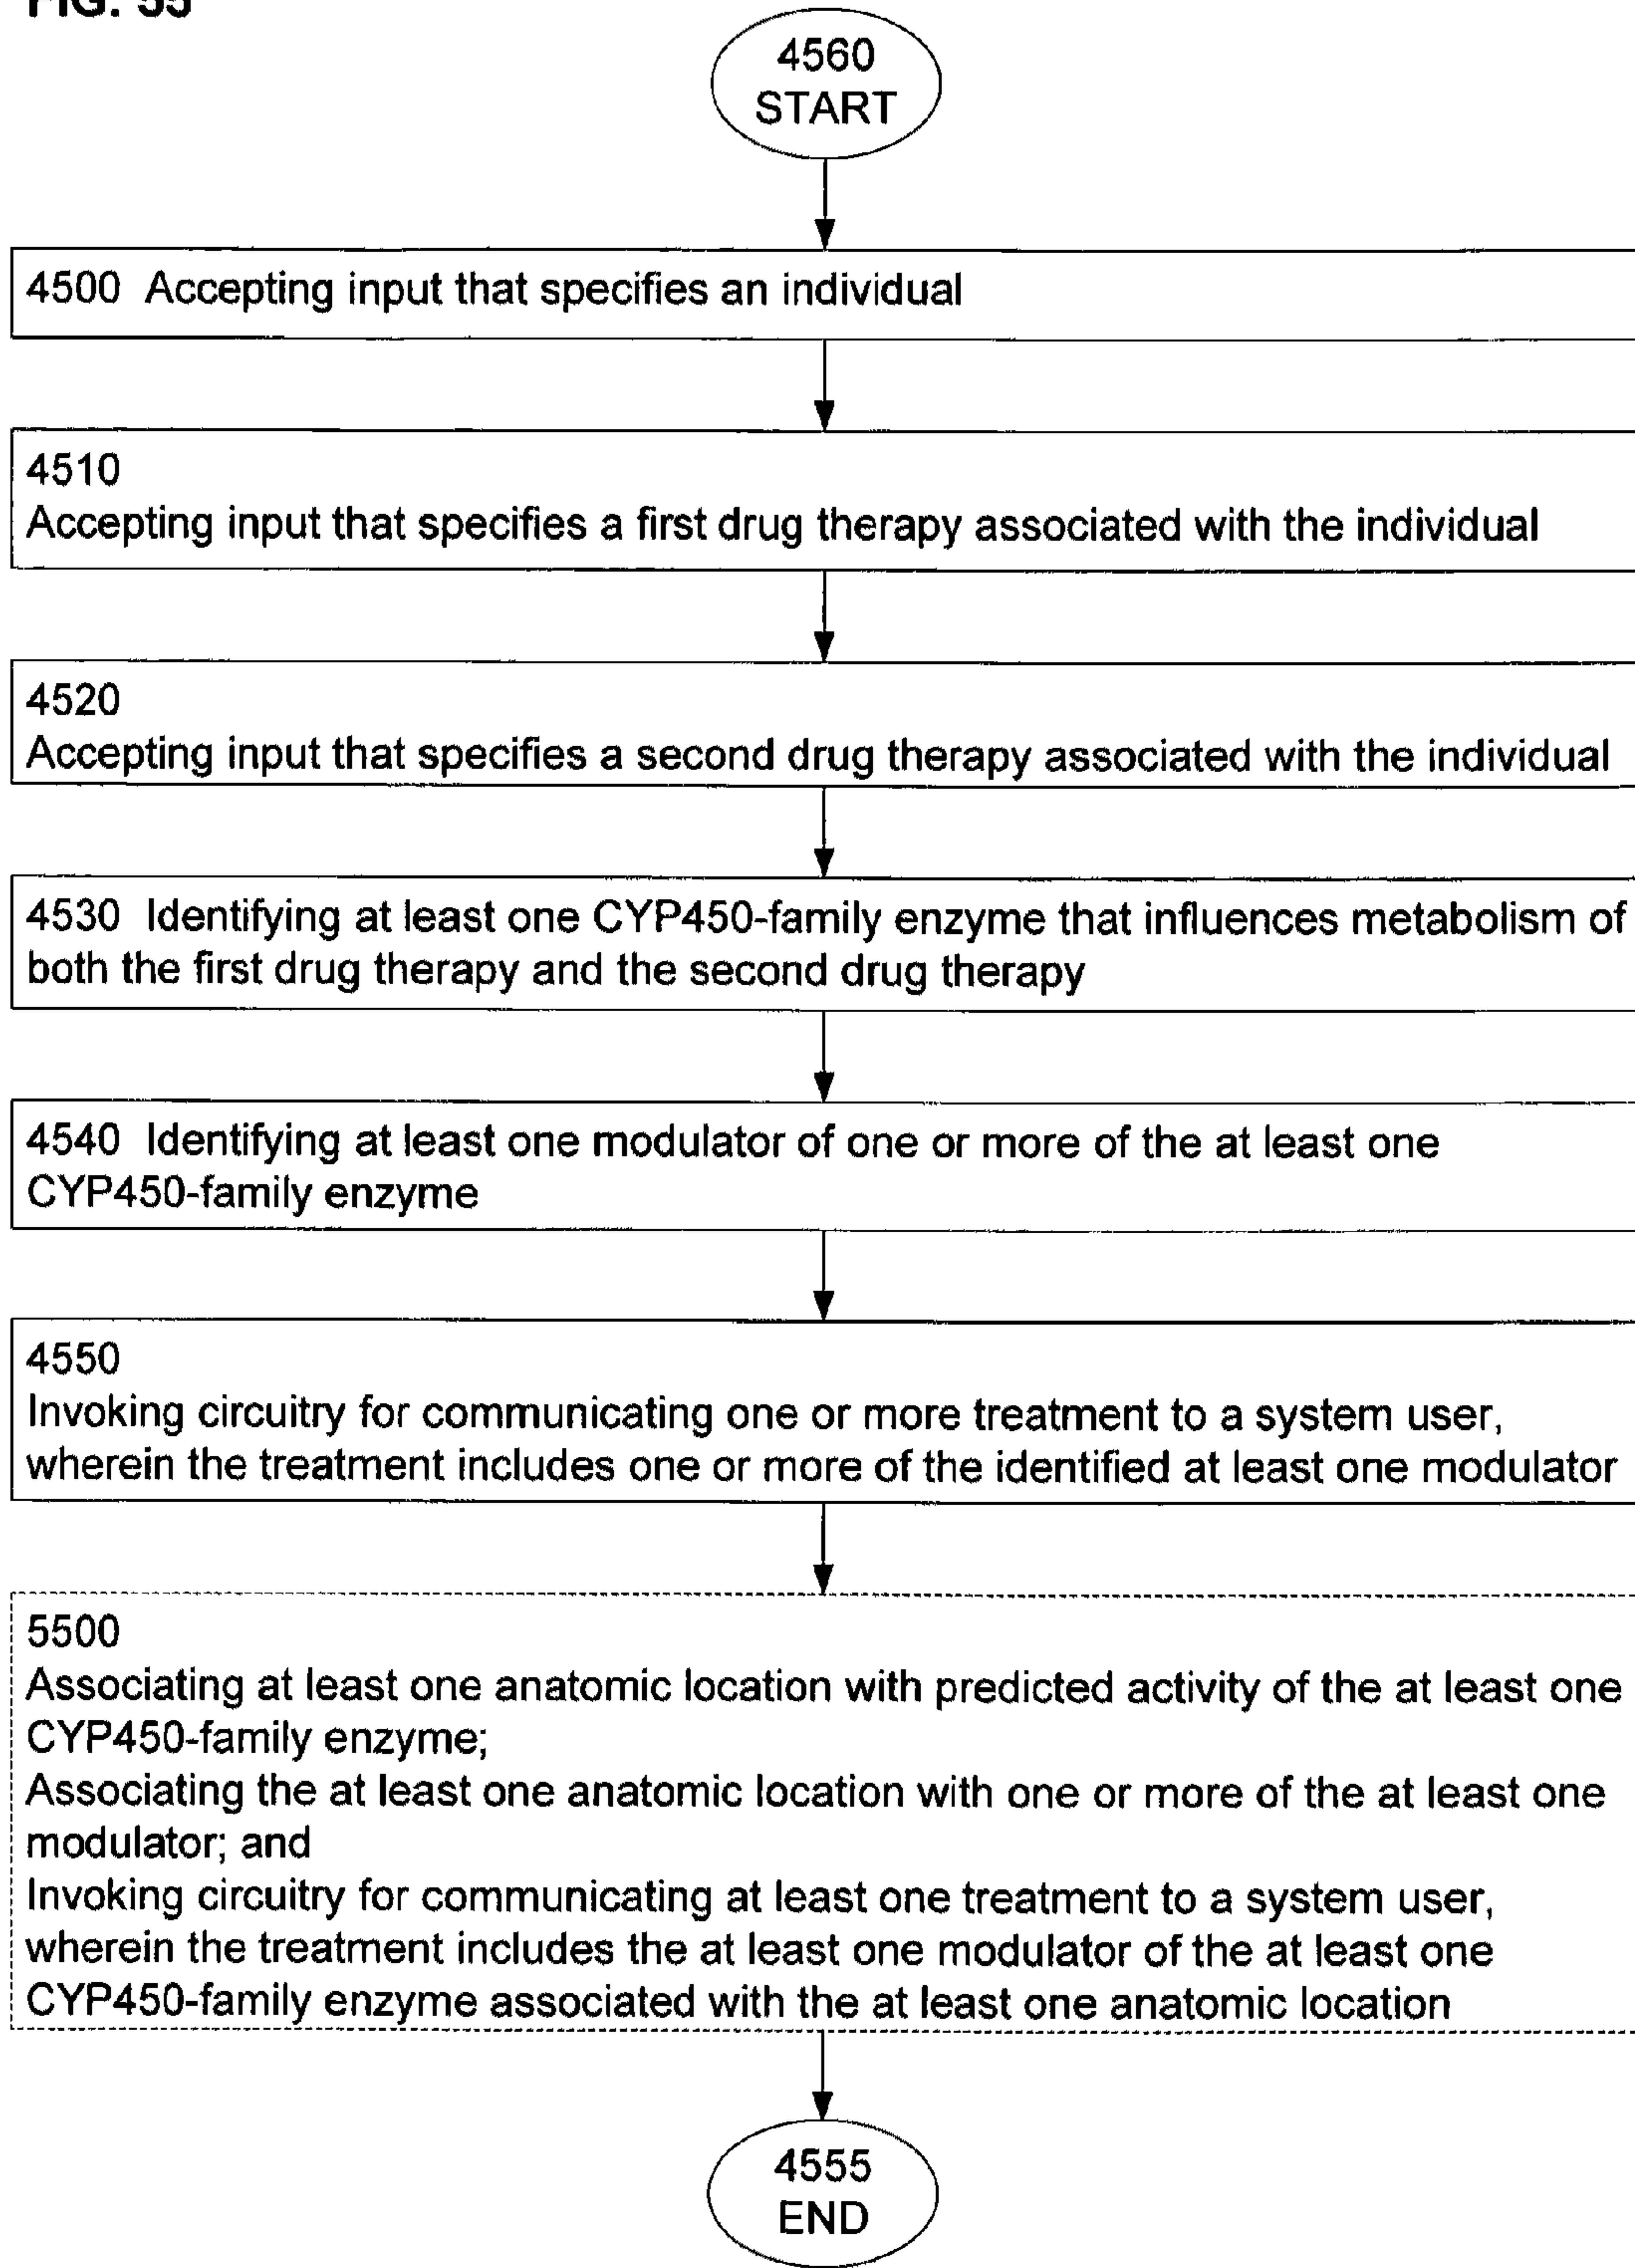 FIG. 55
4560
START
4500 Accepting input that specifies an individual
4510
Accepting input that specifies a first drug therapy associated with the individual
4520
Accepting input that specifies a second drug therapy associated with the individual
4530 Identifying at least one CYP450-family enzyme that influences metabolism of
both the first drug therapy and the second drug therapy
4540 Identifying at least one modulator of one or more of the at least one
CYP450-family enzyme
4550
Invoking circuitry for communicating one or more treatment to a system user,
wherein the treatment includes one or more of the identified at least one modulator
5500
Associating at least one anatomic location with predicted activity of the at least one
CYP450-family enzyme;
Associating the at least one anatomic location with one or more of the at least one
modulator; and
Invoking circuitry for communicating at least one treatment to a system user,
wherein the treatment includes the at least one modulator of the at least one
CYP450-family enzyme associated with the at least one anatomic location
4555
END